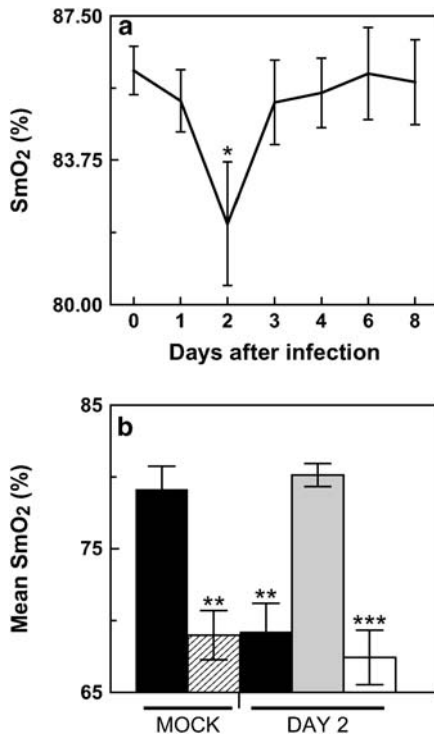 a
87.50
83.75
80.00
SmO₂ (%)
*
0 1 2 3 4 6 8
Days after infection
b
85
75
65
Mean SmO₂ (%)
** ** ***
MOCK DAY 2